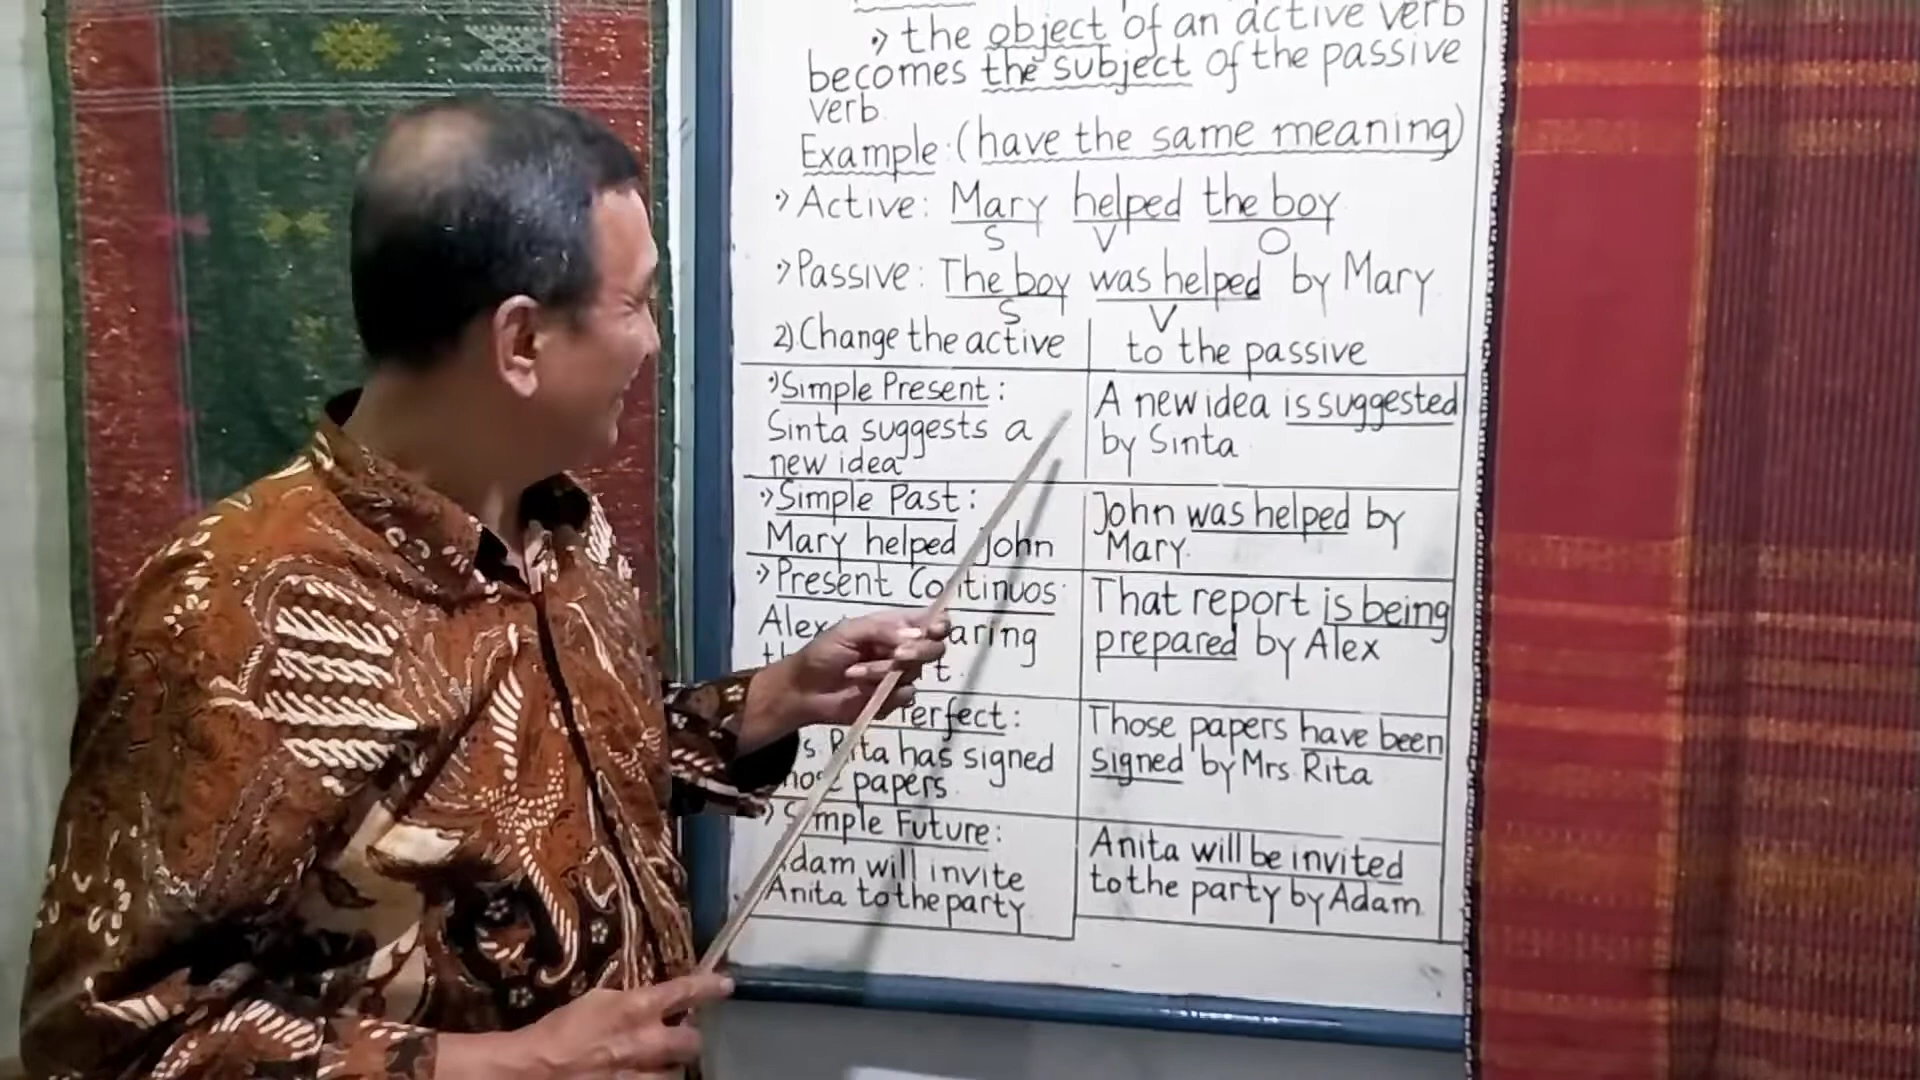 •) the object of an active verb
becomes the subject of the passive
verb.
Example: (have the same meaning)
•) Active: Mary helped the boy
S V O
•) Passive: The boy was helped by Mary
S V
2) Change the active to the passive
•) Simple Present:
Sinta suggests a
new idea
A new idea is suggested
by Sinta
•) Simple Past:
Mary helped John
John was helped by
Mary.
•) Present Continuos
Alex
That report is being
prepared by Alex
Perfect:
Rita has signed
papers.
Those papers have been
signed by Mrs. Rita
•) Simple Future:
Adam will invite
Anita to the party
Anita will be invited
to the party by Adam.